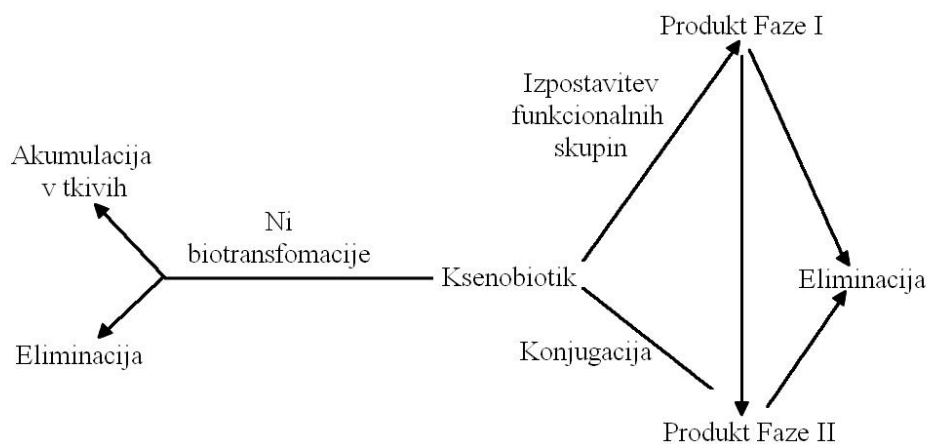 Produkt Faze I
Izpostavitev
funkcionalnih
skupin
Akumulacija
v tkivih
Ni
biotransfomacije
Ksenobiotik
Eliminacija
Eliminacija
Konjugacija
Produkt Faze II